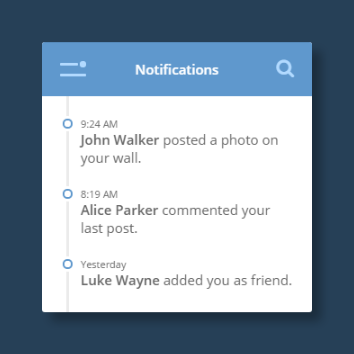 Notifications
9:24 AM
John Walker posted a photo on
your wall.
8:19 AM
Alice Parker commented your
last post.
Yesterday
Luke Wayne added you as friend.